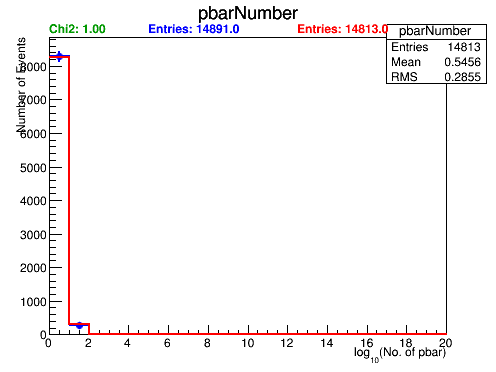 pbarNumber
Chi2: 1.00 Entries: 14891.0 Entries: 14813.0
pbarNumber
Entries 14813
Mean 0.5456
RMS 0.2855
Number of Events
8000
7000
6000
5000
4000
3000
2000
1000
0
0 2 4 6 8 10 12 14 16 18 20
log10(No. of pbar)